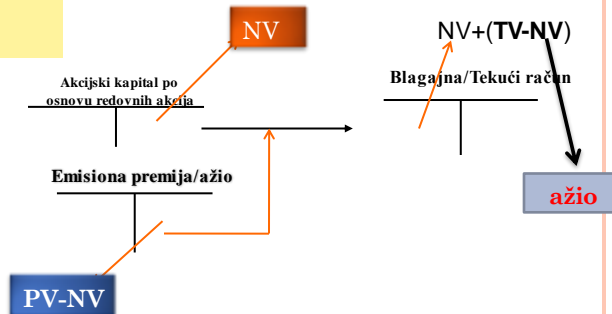 NV
NV+(TV-NV)
Akcijski kapital po
osnovu redovnih akcija
Blagajna/Tekući račun
Emisiona premija/ažio
ažio
PV-NV